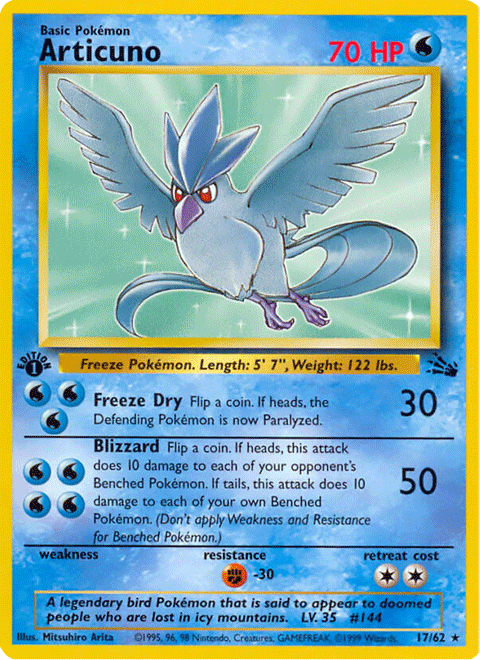 Basic Pokémon
Articuno
70 HP
EDITION
1
Freeze Pokémon. Length: 5' 7", Weight: 122 lbs.
Freeze Dry Flip a coin. If heads, the
Defending Pokémon is now Paralyzed.
30
Blizzard Flip a coin. If heads, this attack
does 10 damage to each of your opponent's
Benched Pokémon. If tails, this attack does 10
damage to each of your own Benched
Pokémon. (Don't apply Weakness and Resistance
for Benched Pokémon.)
50
weakness
resistance
retreat cost
-30
A legendary bird Pokémon that is said to appear to doomed
people who are lost in icy mountains. LV. 35 #144
Illus. Mitsuhiro Arita ©1995, 96, 98 Nintendo, Creatures, GAMEFREAK. ©1999 Wizards. 17/62 ★